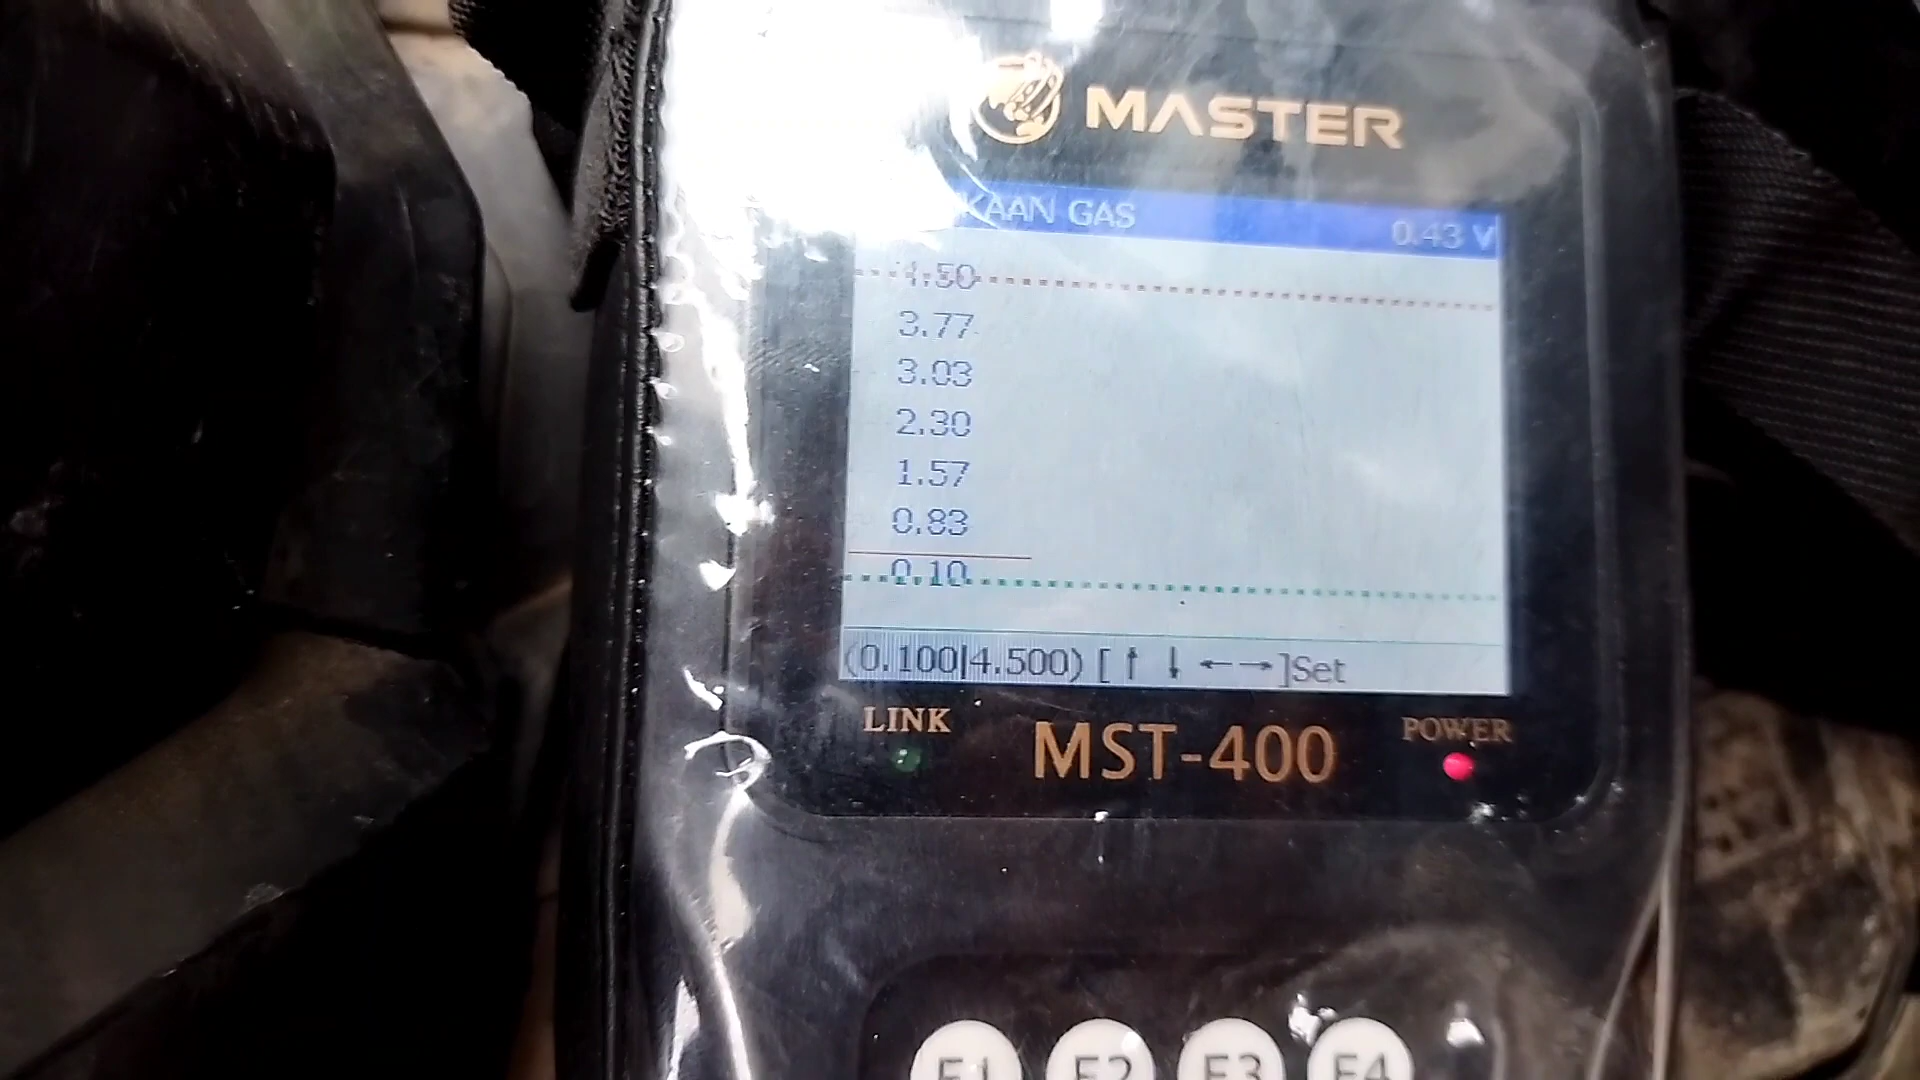 MASTER
KAAN GAS 0.43 V
4.50
3.77
3.03
2.30
1.57
0.83
0.10
(0.100|4.500) [↑ ↓ ←→]Set
LINK
MST-400
POWER
F1 F2 F3 F4